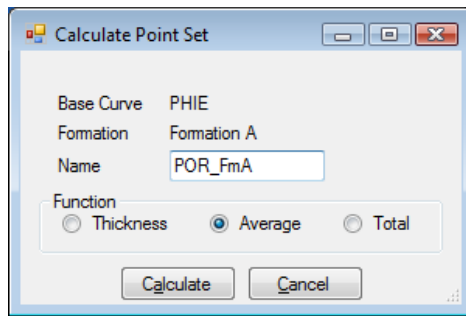 Calculate Point Set
Base Curve PHIE
Formation Formation A
Name POR_FmA
Function
Thickness Average Total
Calculate Cancel